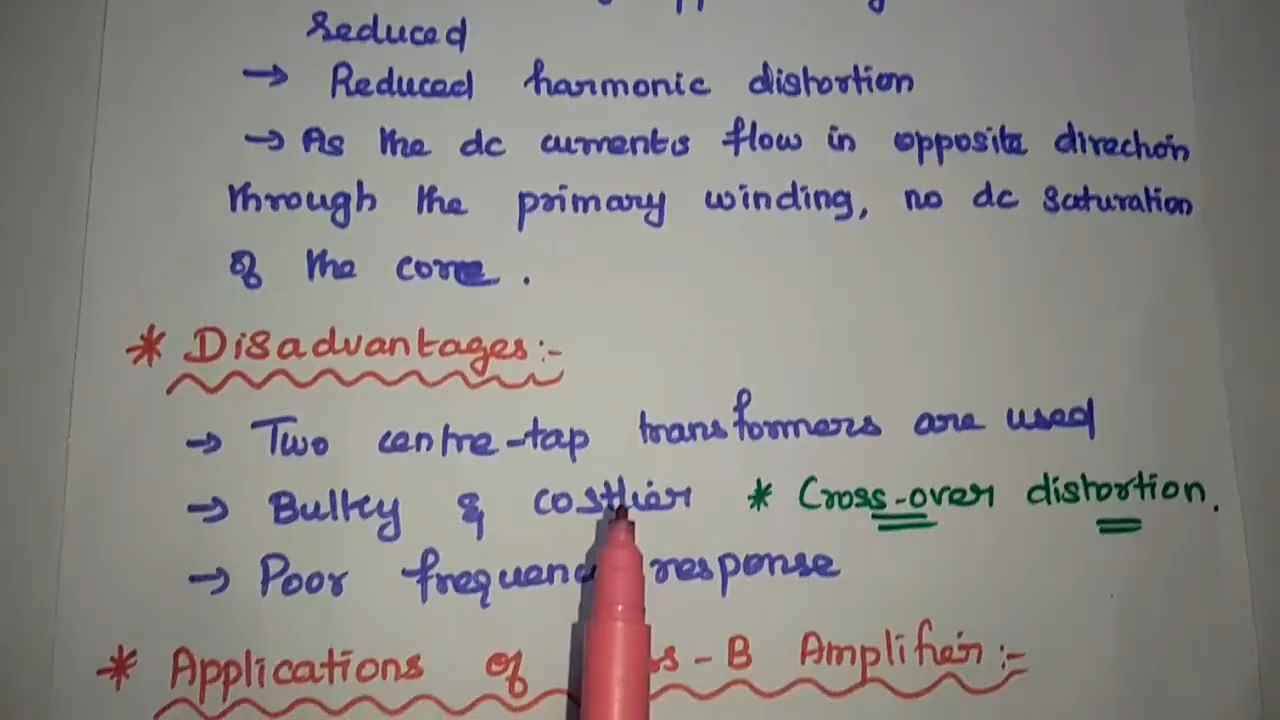 reduced
→ Reduced harmonic distortion
→ As the dc currents flow in opposite direction
through the primary winding, no dc saturation
of the core.
* Disadvantages:-
→ Two centre-tap transformers are used
→ Bulky & costlier * Cross-over distortion.
→ Poor response
* Applications of - B Amplifier:-